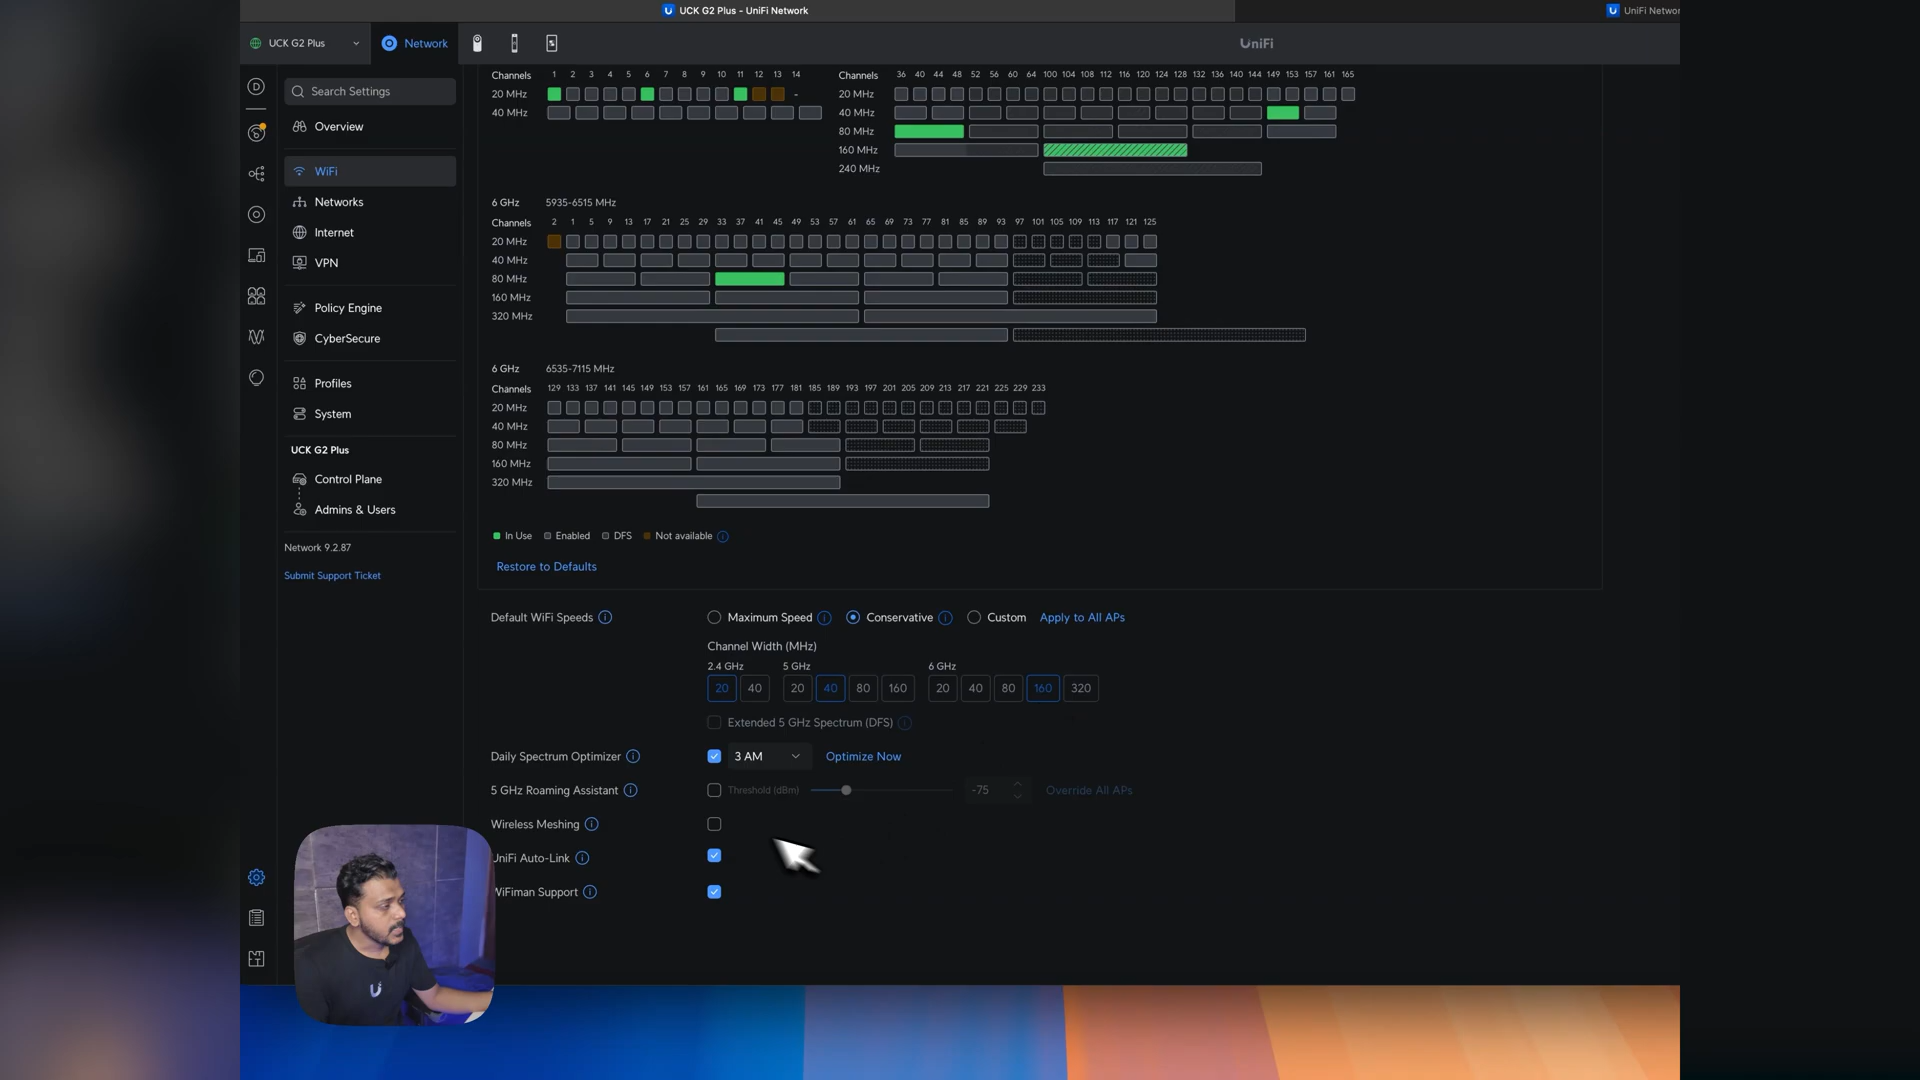 UCK G2 Plus - UniFi Network
UniFi Networ
UCK G2 Plus
Network
UniFi
Search Settings
Overview
WiFi
Networks
Internet
VPN
Policy Engine
CyberSecure
Profiles
System
UCK G2 Plus
Control Plane
Admins & Users
Network 9.2.87
Submit Support Ticket
Channels 1 2 3 4 5 6 7 8 9 10 11 12 13 14
20 MHz -
40 MHz
Channels 36 40 44 48 52 56 60 64 100 104 108 112 116 120 124 128 132 136 140 144 149 153 157 161 165
20 MHz
40 MHz
80 MHz
160 MHz
240 MHz
6 GHz 5935-6515 MHz
Channels 2 1 5 9 13 17 21 25 29 33 37 41 45 49 53 57 61 65 69 73 77 81 85 89 93 97 101 105 109 113 117 121 125
20 MHz
40 MHz
80 MHz
160 MHz
320 MHz
6 GHz 6535-7115 MHz
Channels 129 133 137 141 145 149 153 157 161 165 169 173 177 181 185 189 193 197 201 205 209 213 217 221 225 229 233
20 MHz
40 MHz
80 MHz
160 MHz
320 MHz
In Use Enabled DFS Not available
Restore to Defaults
Default WiFi Speeds Maximum Speed Conservative Custom Apply to All APs
Channel Width (MHz)
2.4 GHz 5 GHz 6 GHz
20 40 20 40 80 160 20 40 80 160 320
Extended 5 GHz Spectrum (DFS)
Daily Spectrum Optimizer 3 AM Optimize Now
5 GHz Roaming Assistant Threshold (dBm) -75 Override All APs
Wireless Meshing
UniFi Auto-Link
WiFiman Support